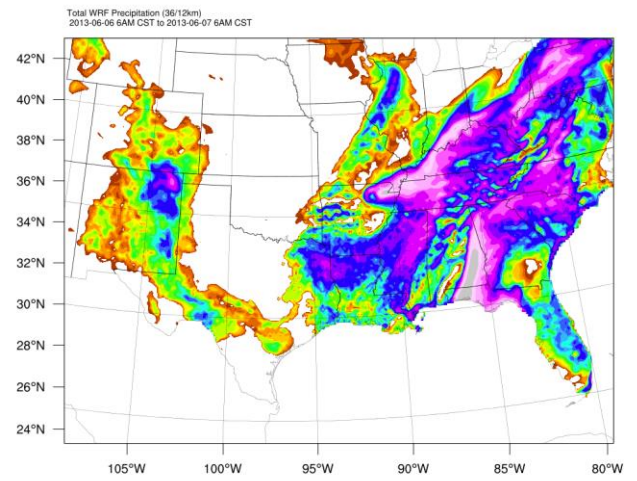 Total WRF Precipitation (36/12km)
2013-06-06 6AM CST to 2013-06-07 6AM CST
42°N
40°N
38°N
36°N
34°N
32°N
30°N
28°N
26°N
24°N
105°W 100°W 95°W 90°W 85°W 80°W